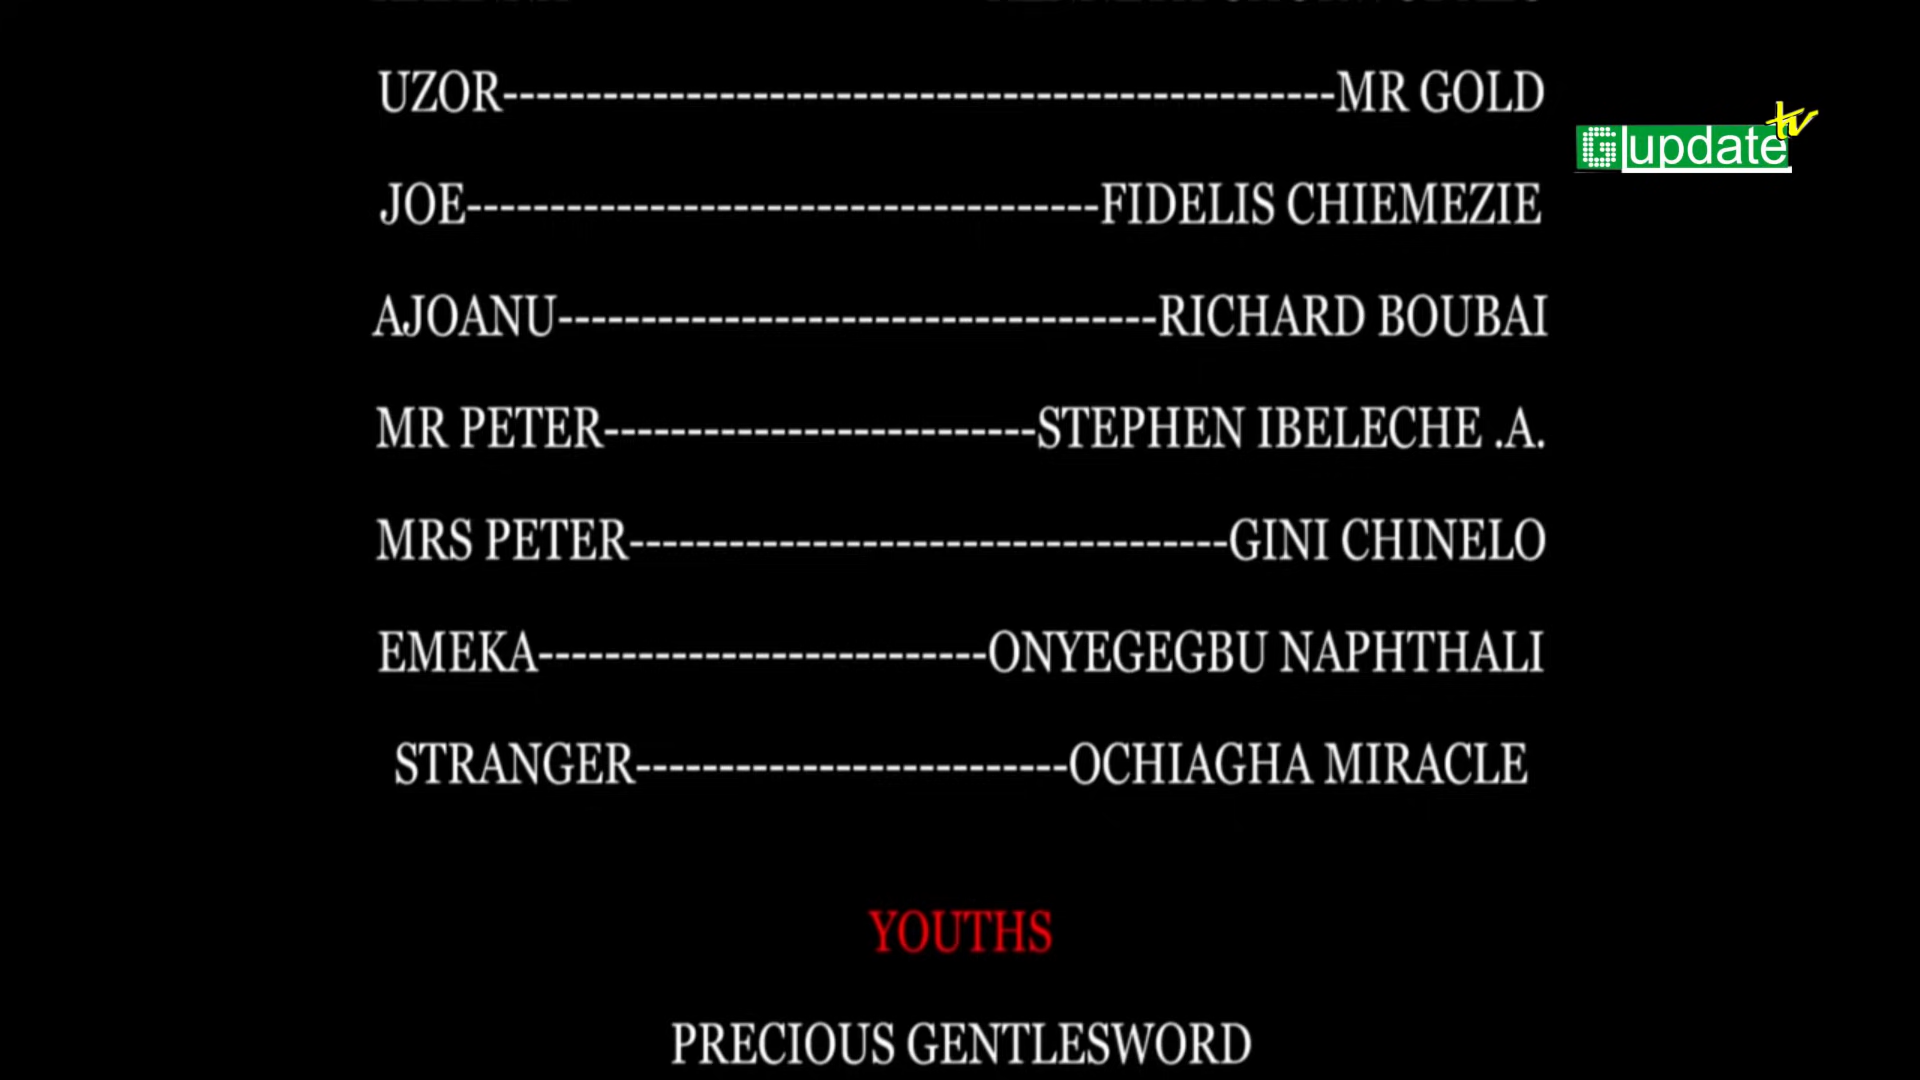 UZOR------------------------------------------------------------MR GOLD
Gupdate tv
JOE----------------------------------------------FIDELIS CHIEMEZIE
AJOANU-------------------------------------------RICHARD BOUBAI
MR PETER-------------------------------STEPHEN IBELECHE .A.
MRS PETER-------------------------------------------GINI CHINELO
EMEKA--------------------------------ONYEGEGBU NAPHTHALI
STRANGER-------------------------------OCHIAGHA MIRACLE
YOUTHS
PRECIOUS GENTLESWORD